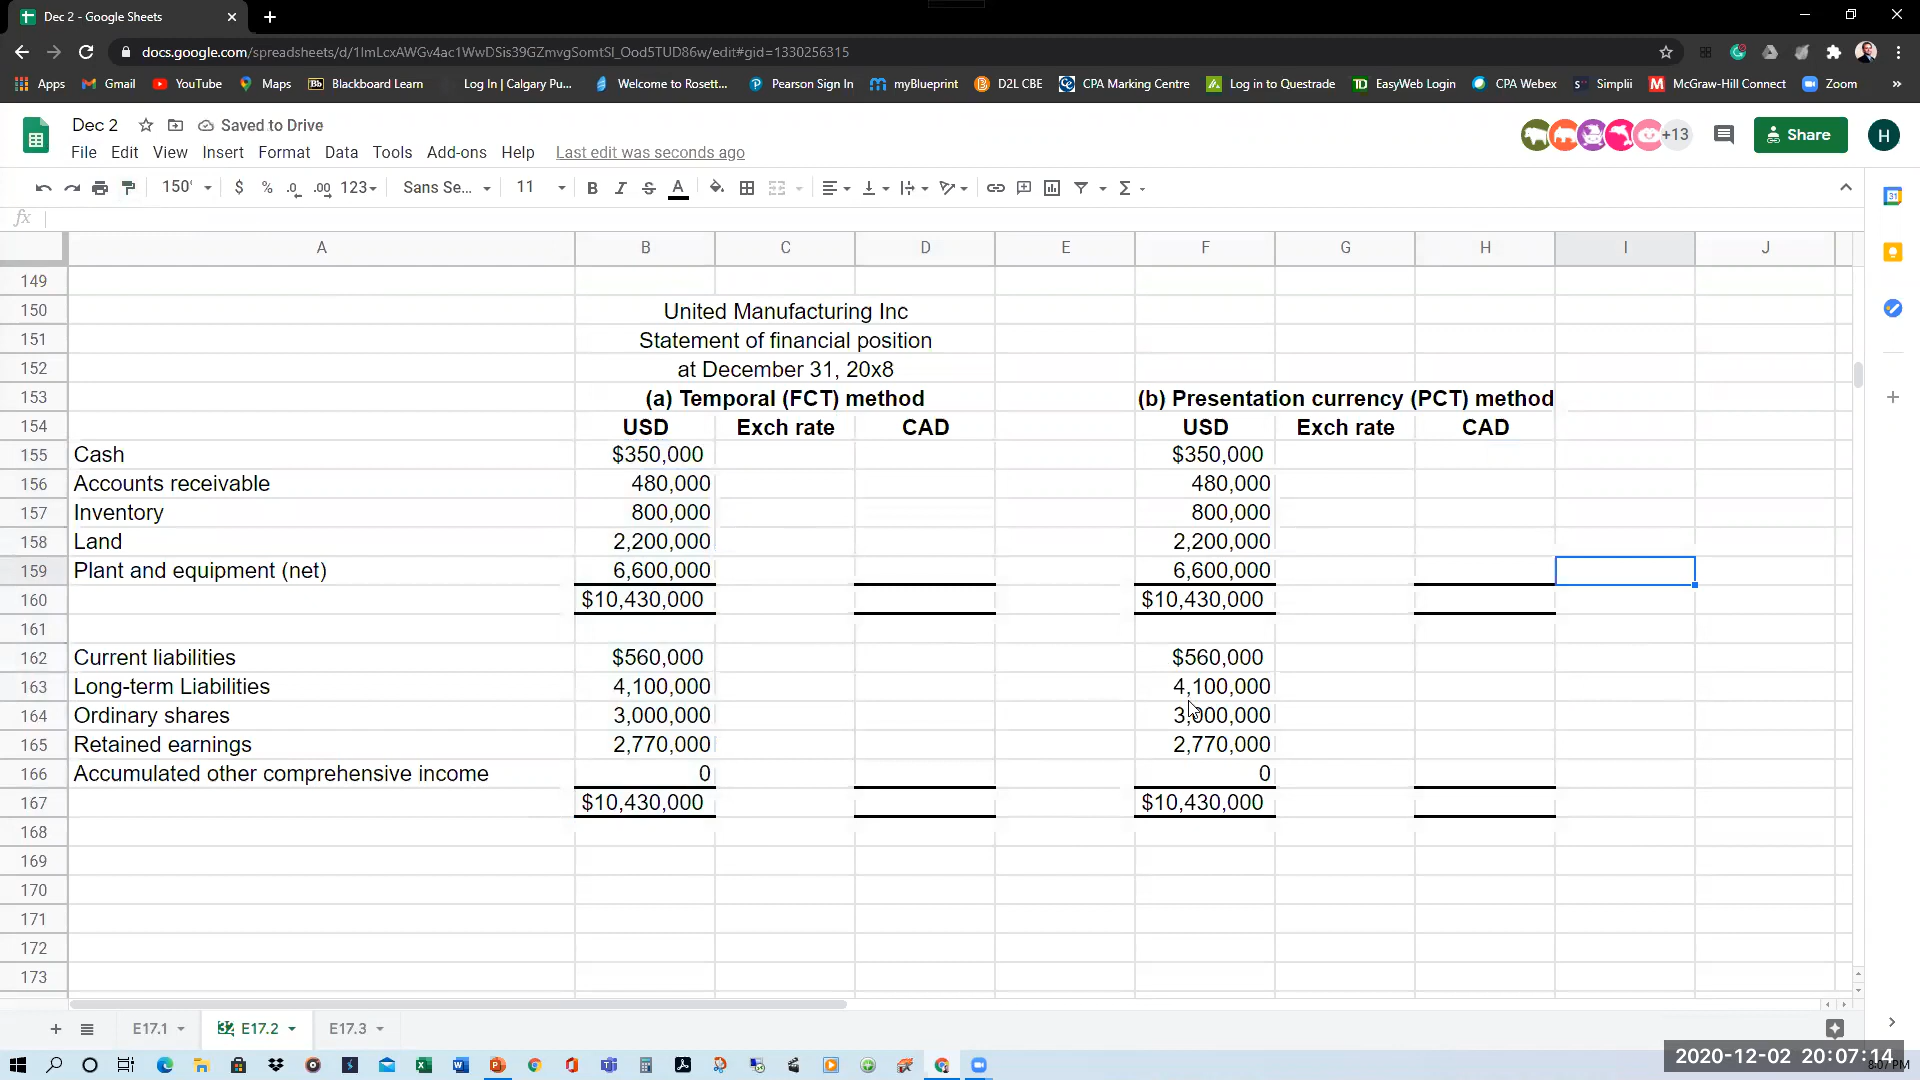 Dec 2 - Google Sheets
docs.google.com/spreadsheets/d/1ImLcxAWGv4ac1WwDSis39GZmvgSomtSI_Ood5TUD86w/edit#gid=1330256315
Apps Gmail YouTube Maps Bb Blackboard Learn Log In | Calgary Pu... Welcome to Rosett... Pearson Sign In myBlueprint D2L CBE CPA Marking Centre Log in to Questrade EasyWeb Login CPA Webex Simplii McGraw-Hill Connect Zoom »
Dec 2 Saved to Drive
+13 Share H
File Edit View Insert Format Data Tools Add-ons Help Last edit was seconds ago
150% $ % .0 .00 123 Sans Se... 11 B I S A Σ
fx
A B C D E F G H I J
149
150 United Manufacturing Inc
151 Statement of financial position
152 at December 31, 20x8
153 (a) Temporal (FCT) method (b) Presentation currency (PCT) method
154 USD Exch rate CAD USD Exch rate CAD
155 Cash $350,000 $350,000
156 Accounts receivable 480,000 480,000
157 Inventory 800,000 800,000
158 Land 2,200,000 2,200,000
159 Plant and equipment (net) 6,600,000 6,600,000
160 $10,430,000 $10,430,000
161
162 Current liabilities $560,000 $560,000
163 Long-term Liabilities 4,100,000 4,100,000
164 Ordinary shares 3,000,000 3,000,000
165 Retained earnings 2,770,000 2,770,000
166 Accumulated other comprehensive income 0 0
167 $10,430,000 $10,430,000
168
169
170
171
172
173
E17.1 32 E17.2 E17.3
2020-12-02 20:07:14
8:07 PM